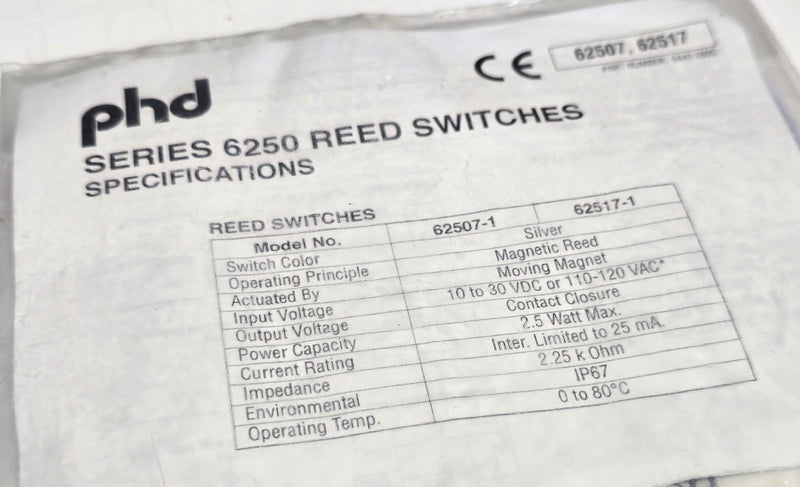 phd
CE
62507, 62517
PART NUMBER:
SERIES 6250 REED SWITCHES
SPECIFICATIONS
REED SWITCHES
Model No. 62507-1 62517-1
Switch Color Silver
Operating Principle Magnetic Reed
Actuated By Moving Magnet
Input Voltage 10 to 30 VDC or 110-120 VAC*
Output Voltage Contact Closure
Power Capacity 2.5 Watt Max.
Current Rating Inter. Limited to 25 mA.
Impedance 2.25 k Ohm
Environmental IP67
Operating Temp. 0 to 80°C